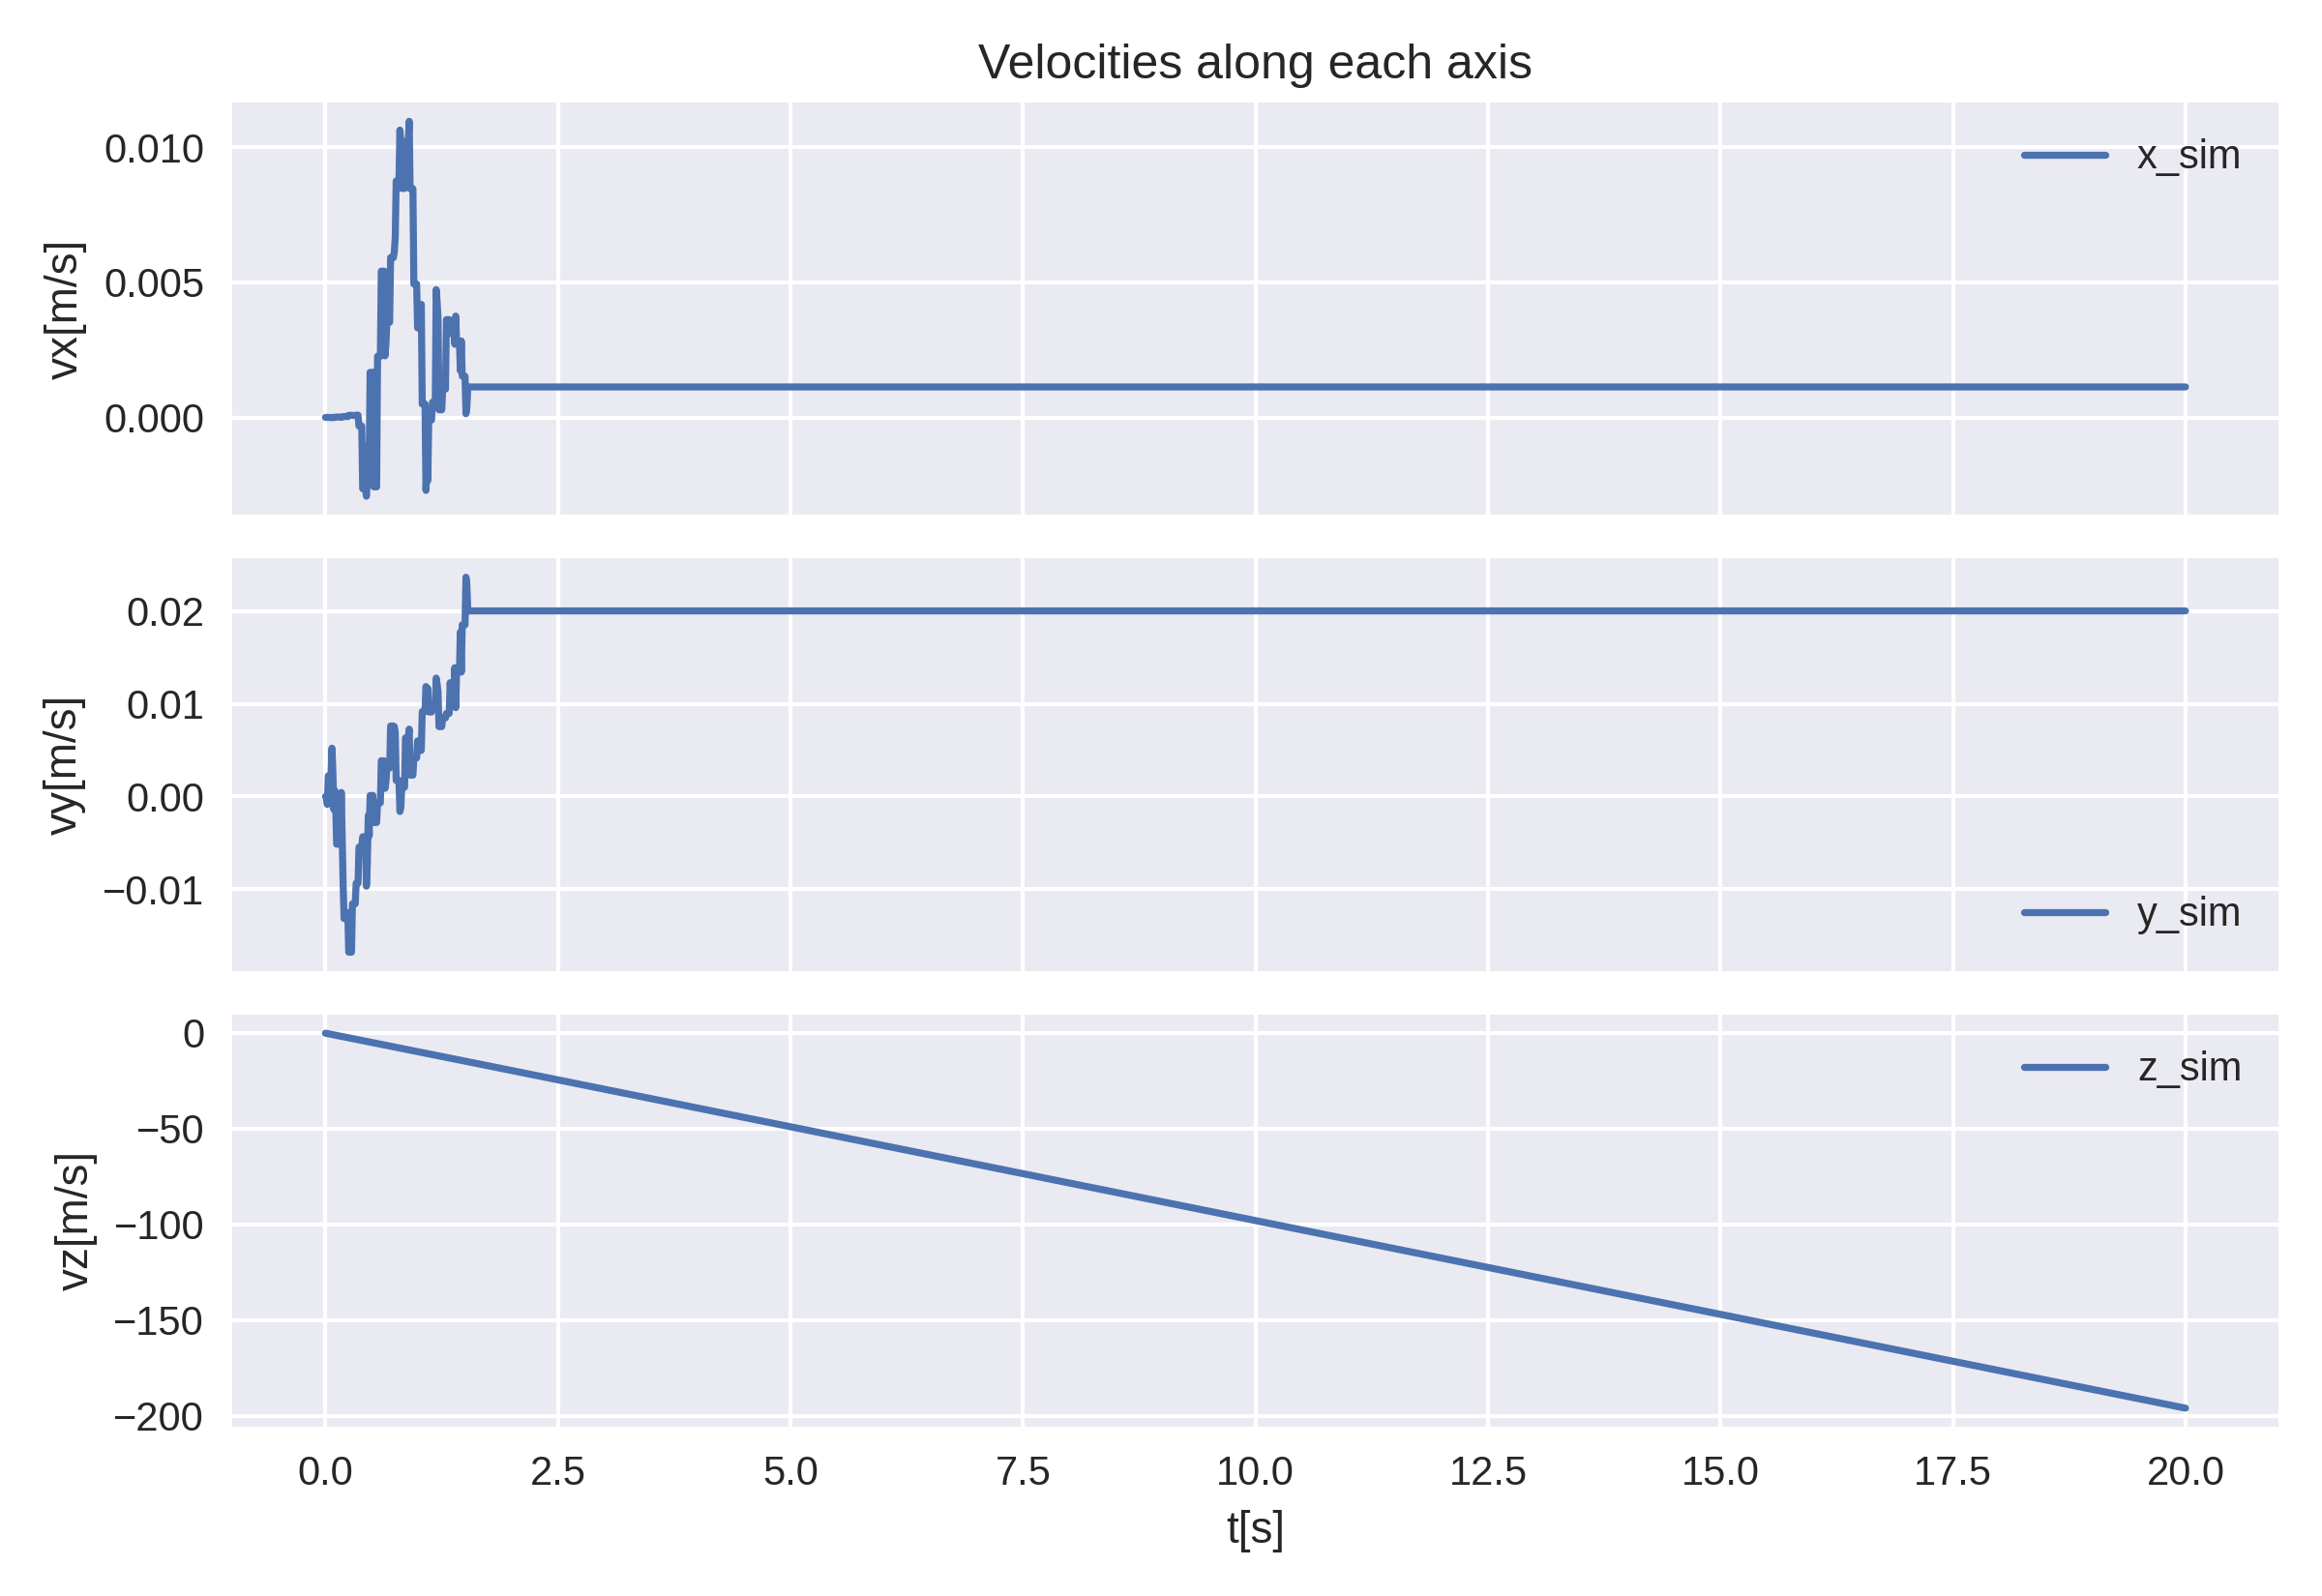 Velocities along each axis
vx[m/s]
0.010
0.005
0.000
x_sim
vy[m/s]
0.02
0.01
0.00
−0.01
y_sim
vz[m/s]
0
−50
−100
−150
−200
z_sim
0.0 2.5 5.0 7.5 10.0 12.5 15.0 17.5 20.0
t[s]